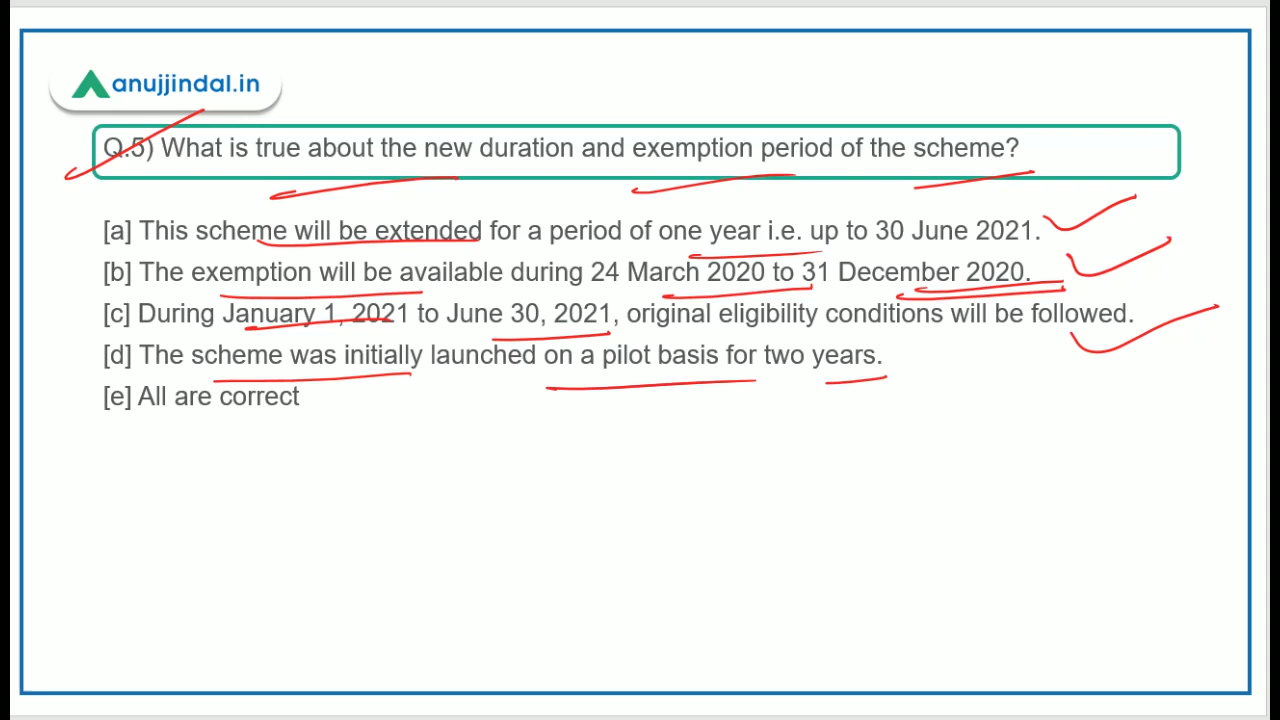 anujjindal.in
Q.5) What is true about the new duration and exemption period of the scheme?
[a] This scheme will be extended for a period of one year i.e. up to 30 June 2021.
[b] The exemption will be available during 24 March 2020 to 31 December 2020.
[c] During January 1, 2021 to June 30, 2021, original eligibility conditions will be followed.
[d] The scheme was initially launched on a pilot basis for two years.
[e] All are correct